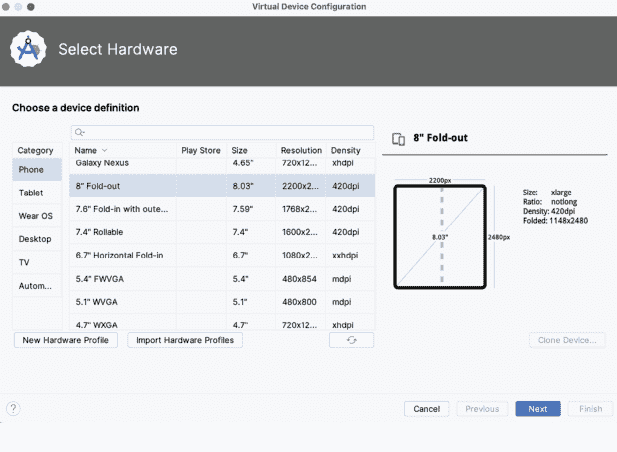 Virtual Device Configuration
Select Hardware
Choose a device definition
Category
Phone
Tablet
Wear OS
Desktop
TV
Autom...
Name Play Store Size Resolution Density
Galaxy Nexus 4.65" 720x12... xhdpi
8" Fold-out 8.03" 2200x2... 420dpi
7.6" Fold-in with oute... 7.59" 1768x2... 420dpi
7.4" Rollable 7.4" 1600x2... 420dpi
6.7" Horizontal Fold-in 6.7" 1080x2... xxhdpi
5.4" FWVGA 5.4" 480x854 mdpi
5.1" WVGA 5.1" 480x800 mdpi
4.7" WXGA 4.7" 720x12... xhdpi
New Hardware Profile
Import Hardware Profiles
8" Fold-out
2200px
8.03"
2480px
Size: xlarge
Ratio: notlong
Density: 420dpi
Folded: 1148x2480
Clone Device...
?
Cancel
Previous
Next
Finish